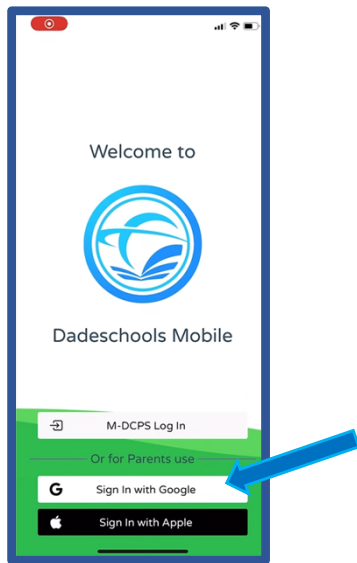 Welcome to
Dadeschools Mobile
M-DCPS Log In
Or for Parents use
G Sign In with Google
Sign In with Apple